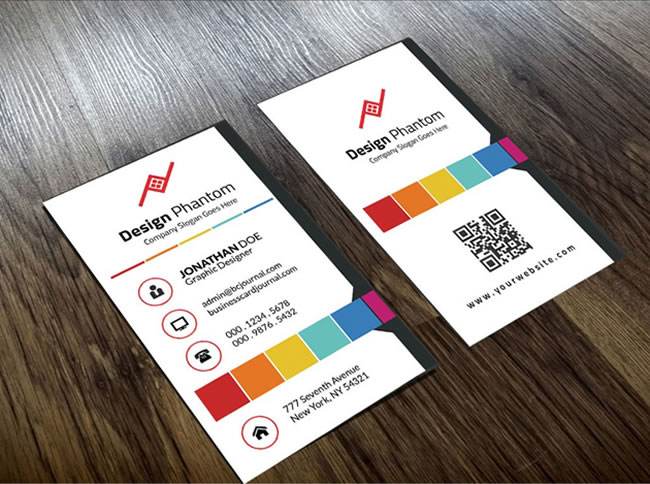 Design Phantom
Company Slogan Goes Here
JONATHAN DOE
Graphic Designer
admin@bcjournal.com
businesscardjournal.com
000 . 1234 . 5678
000 . 9876 . 5432
777 Seventh Avenue
New York, NY 54321
Design Phantom
Company Slogan Goes Here
www.yourwebsite.com